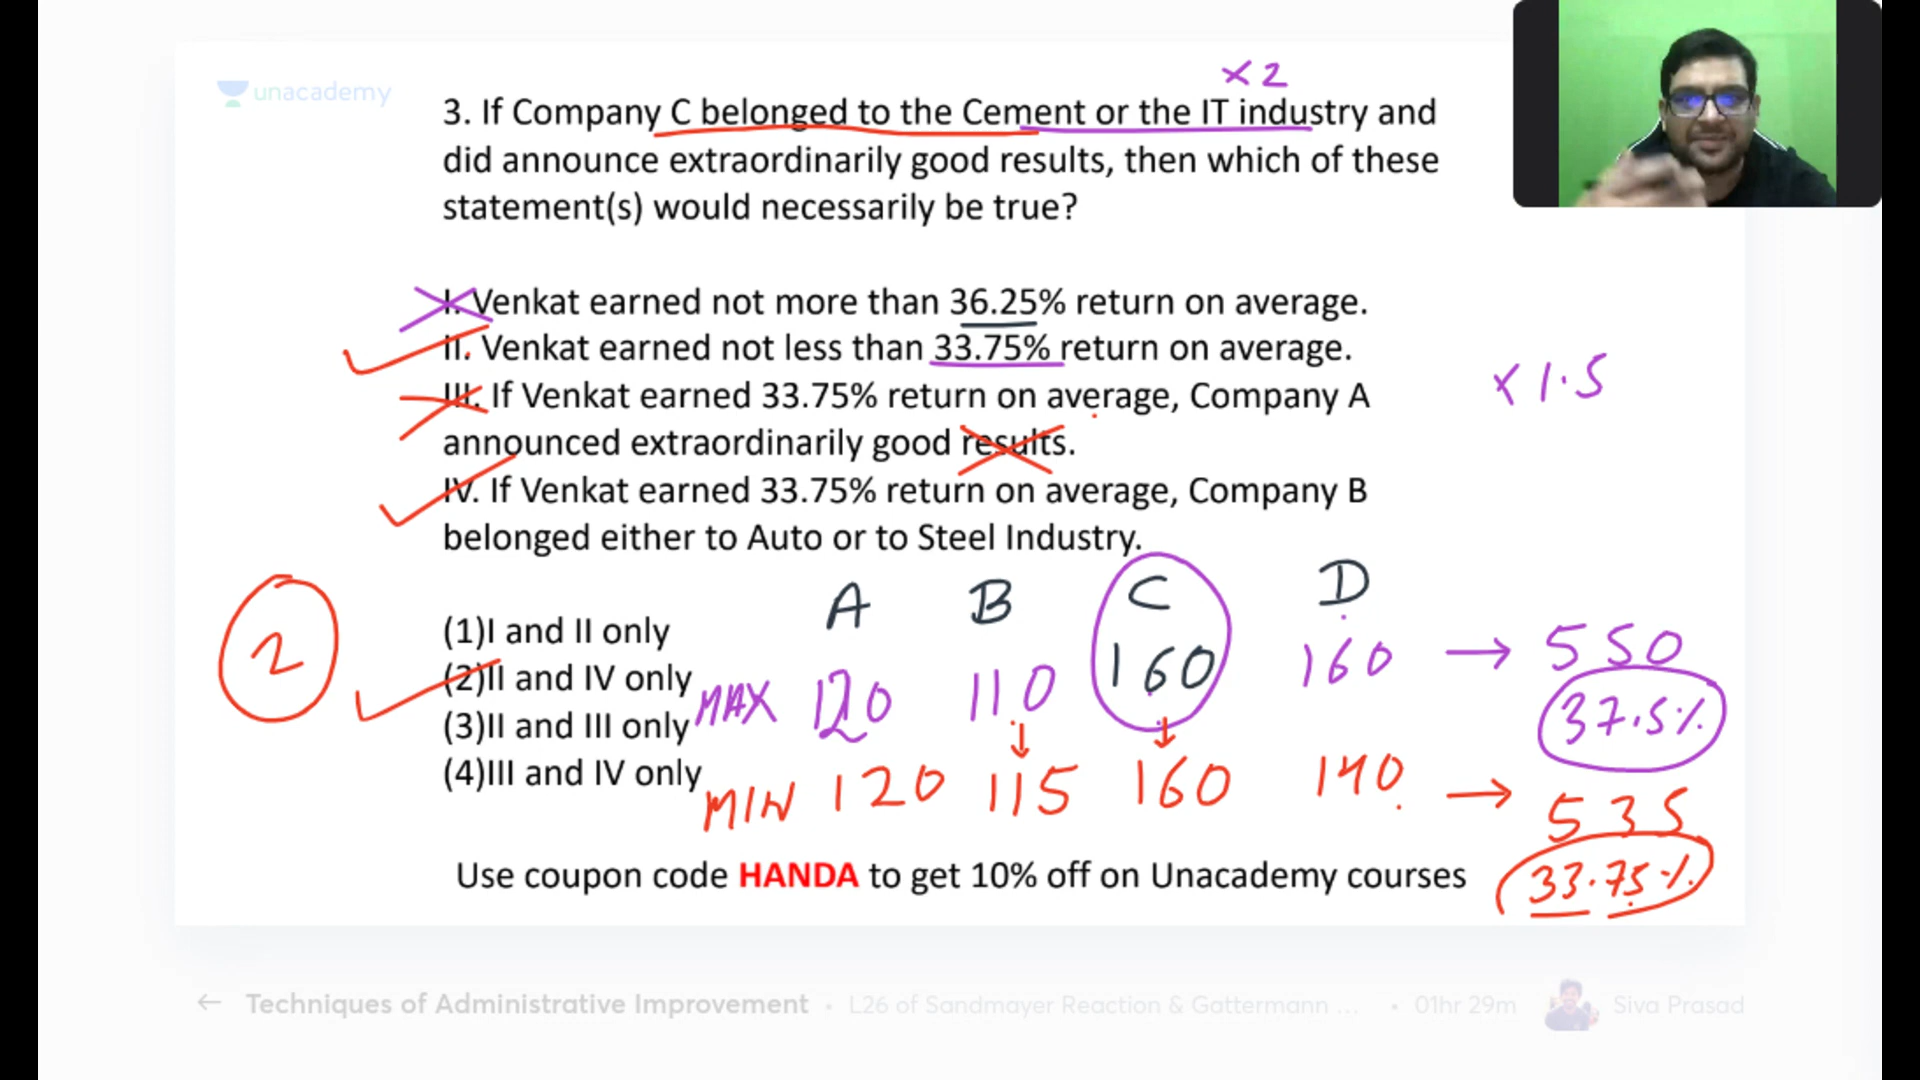 unacademy
× 2
3. If Company C belonged to the Cement or the IT industry and
did announce extraordinarily good results, then which of these
statement(s) would necessarily be true?
I. Venkat earned not more than 36.25% return on average.
II. Venkat earned not less than 33.75% return on average.
III. If Venkat earned 33.75% return on average, Company A
announced extraordinarily good results.
× 1.5
IV. If Venkat earned 33.75% return on average, Company B
belonged either to Auto or to Steel Industry.
A B C D
(1)I and II only
(2)II and IV only
(3)II and III only
(4)III and IV only
2
MAX 120 110 160 160 → 550
37.5%
MIN 120 115 160 140 → 535
33.75%
Use coupon code HANDA to get 10% off on Unacademy courses
← Techniques of Administrative Improvement • L26 of Sandmayer Reaction & Gattermann ... • 01hr 29m Siva Prasad